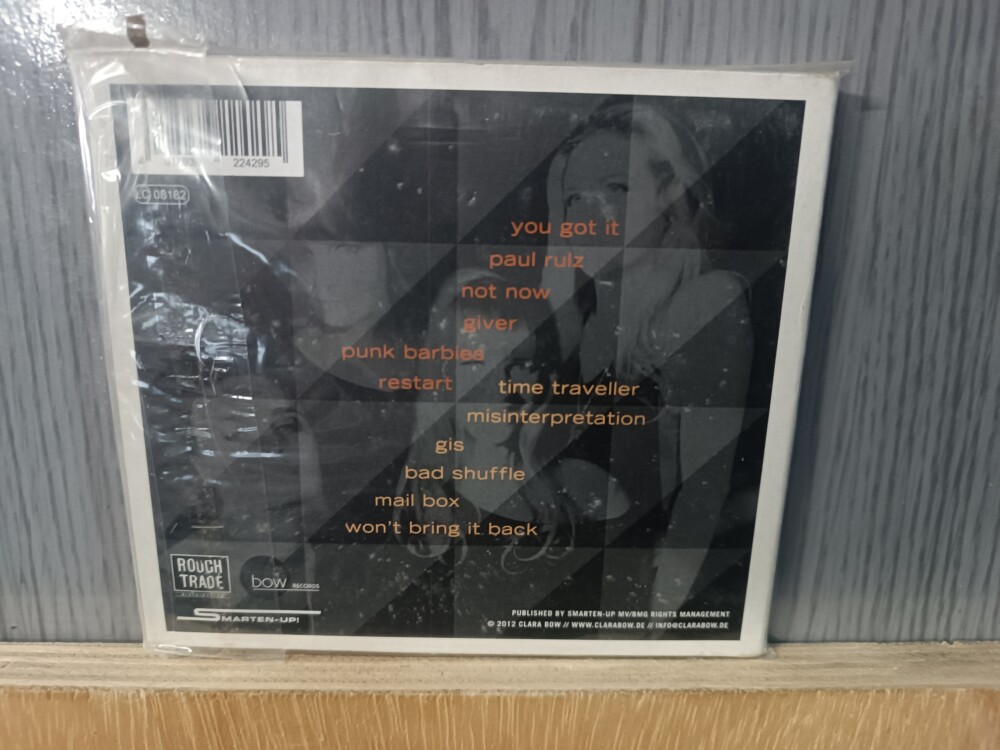 224295
LC 08182
you got it
paul rulz
not now
giver
punk barbies
restart
time traveller
misinterpretation
gis
bad shuffle
mail box
won't bring it back
ROUGH
TRADE
bow RECORDS
SMARTEN-UP!
PUBLISHED BY SMARTEN-UP MV/BMG RIGHTS MANAGEMENT
© 2012 CLARA BOW // WWW.CLARABOW.DE // INFO@CLARABOW.DE